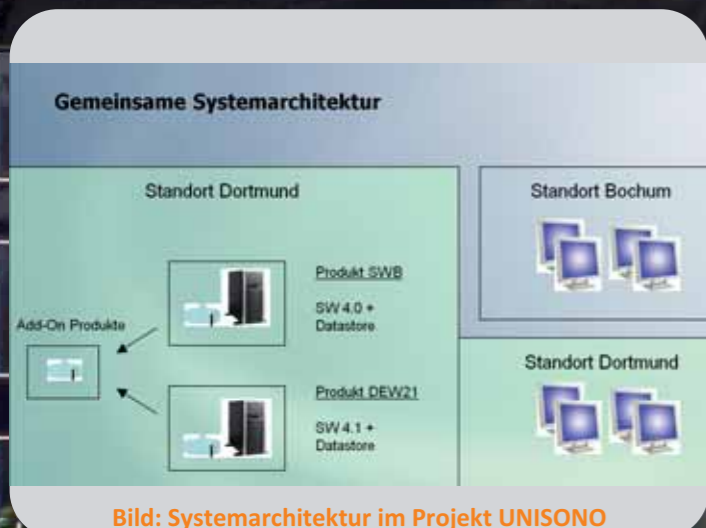 Gemeinsame Systemarchitektur
Standort Dortmund
Add-On Produkte
Produkt SWB
SW 4.0 +
Datastore
Produkt DEW21
SW 4.1 +
Datastore
Standort Bochum
Standort Dortmund
Bild: Systemarchitektur im Projekt UNISONO